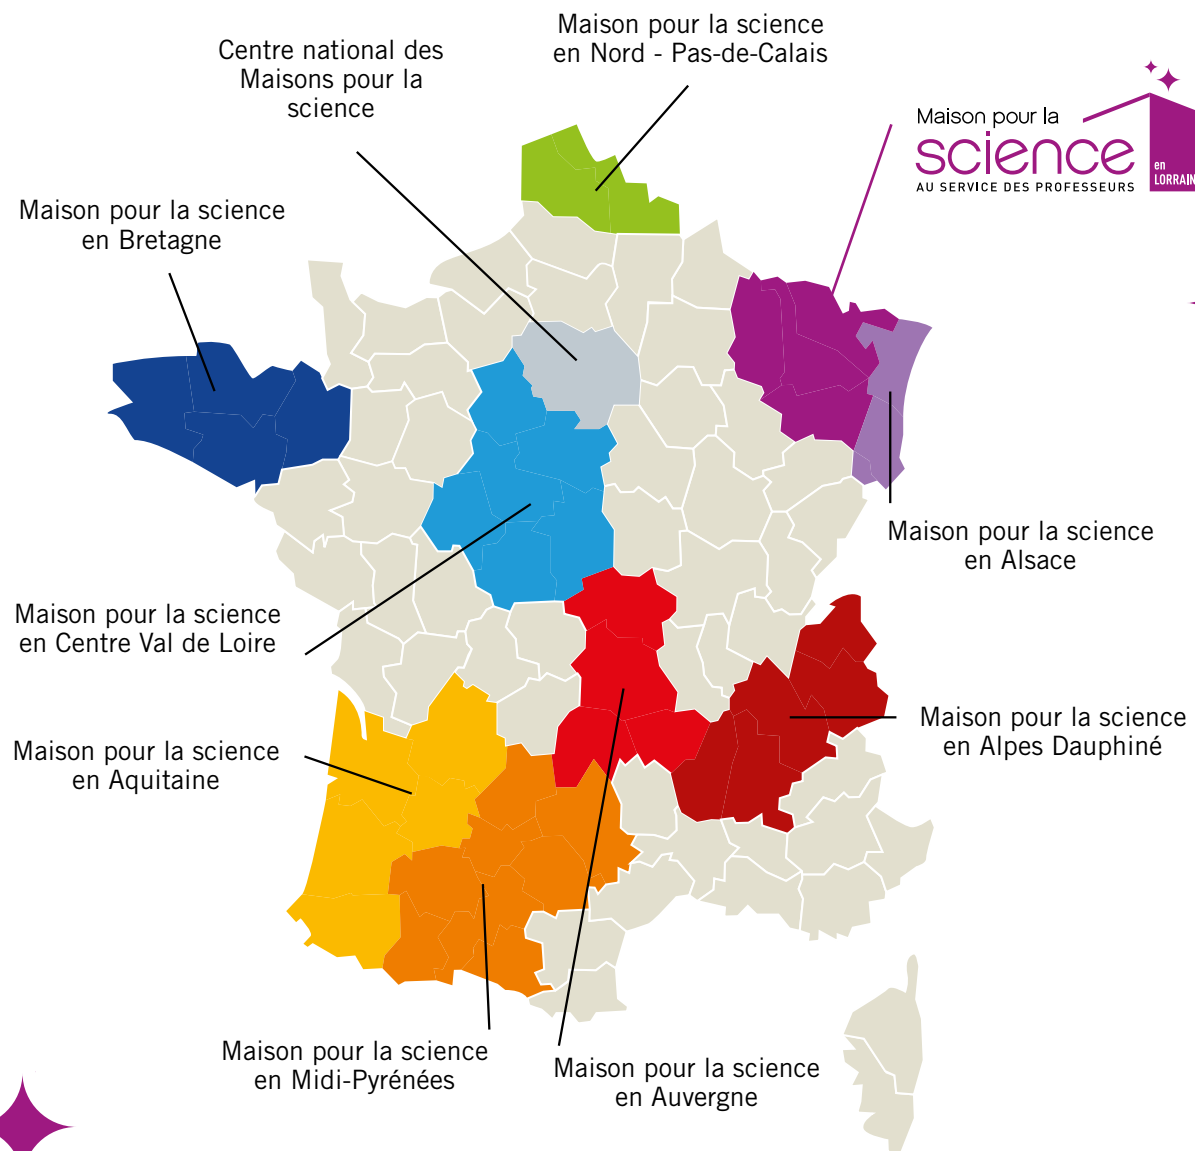 Maison pour la science
en Nord - Pas-de-Calais
Centre national des
Maisons pour la
science
Maison pour la
science
AU SERVICE DES PROFESSEURS
en
LORRAIN
Maison pour la science
en Bretagne
Maison pour la science
en Alsace
Maison pour la science
en Centre Val de Loire
Maison pour la science
en Alpes Dauphiné
Maison pour la science
en Aquitaine
Maison pour la science
en Midi-Pyrénées
Maison pour la science
en Auvergne